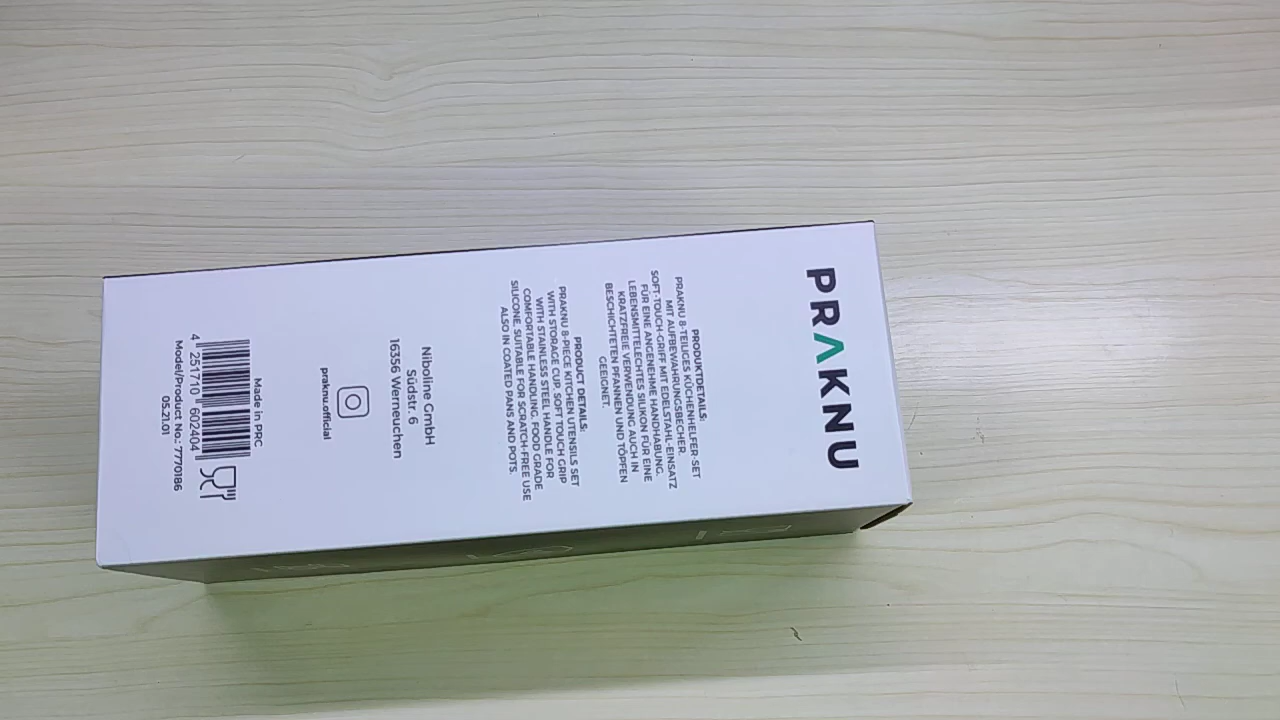 PRAKNU
PRODUKTDETAILS:
PRAKNU 8-TEILIGES KÜCHENHELFER-SET
MIT AUFBEWAHRUNGSBECHER.
SOFT-TOUCH-GRIFF MIT EDELSTAHL-EINSATZ
FÜR EINE ANGENEHME HANDHABUNG.
LEBENSMITTELECHTES SILIKON FÜR EINE
KRATZFREIE VERWENDUNG AUCH IN
BESCHICHTETEN PFANNEN UND TÖPFEN
GEEIGNET.
PRODUCT DETAILS:
PRAKNU 8-PIECE KITCHEN UTENSILS SET
WITH STORAGE CUP. SOFT TOUCH GRIP
WITH STAINLESS STEEL HANDLE FOR
COMFORTABLE HANDLING. FOOD GRADE
SILICONE. SUITABLE FOR SCRATCH-FREE USE
ALSO IN COATED PANS AND POTS.
Niboline GmbH
Südstr. 6
16356 Werneuchen
praknu.official
Made in PRC
4 251710 602404
Model/Product No.: 7770186
05.21.01